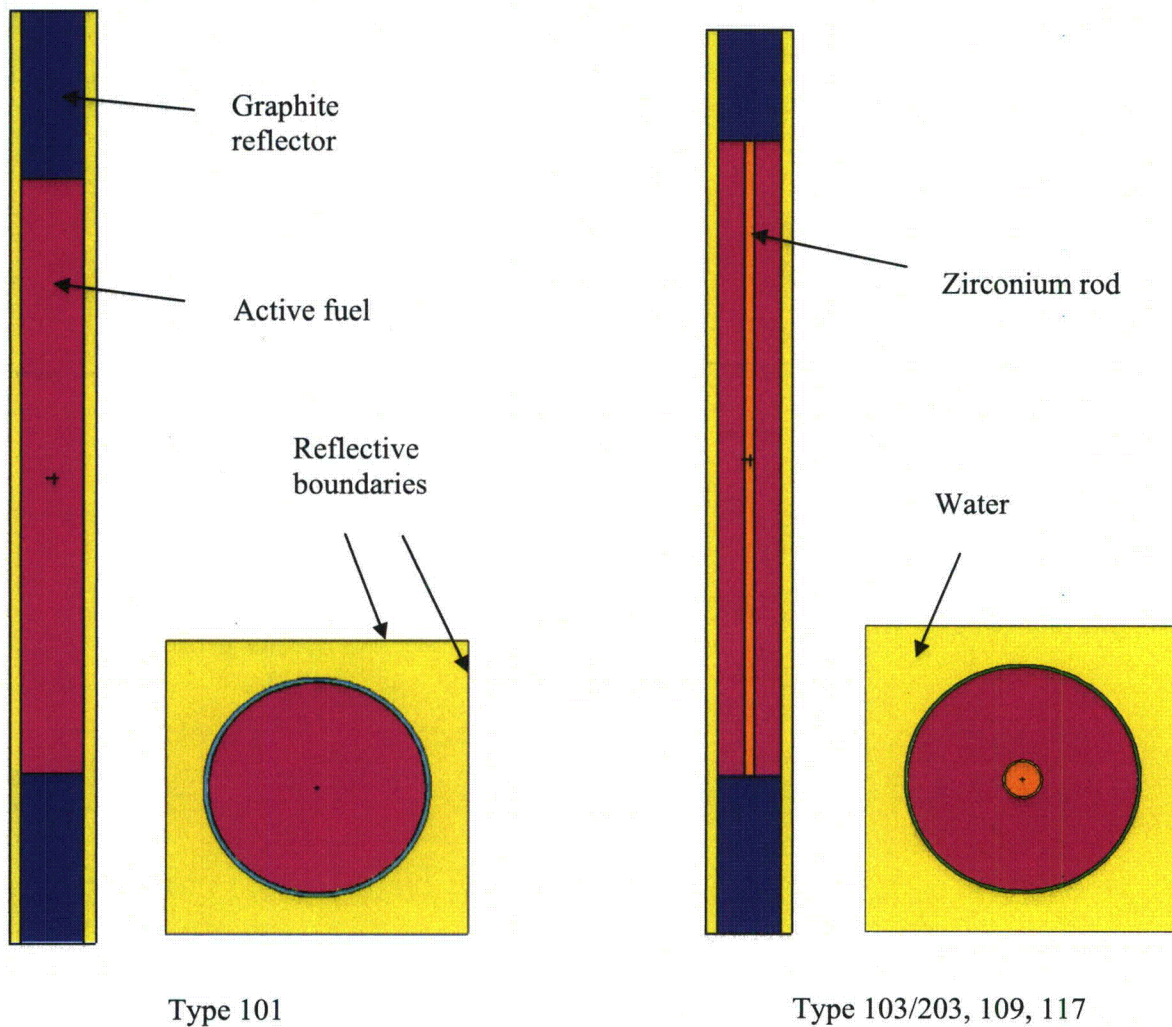 Graphite
reflector
Active fuel
Reflective
boundaries
Type 101
Zirconium rod
Water
Type 103/203, 109, 117